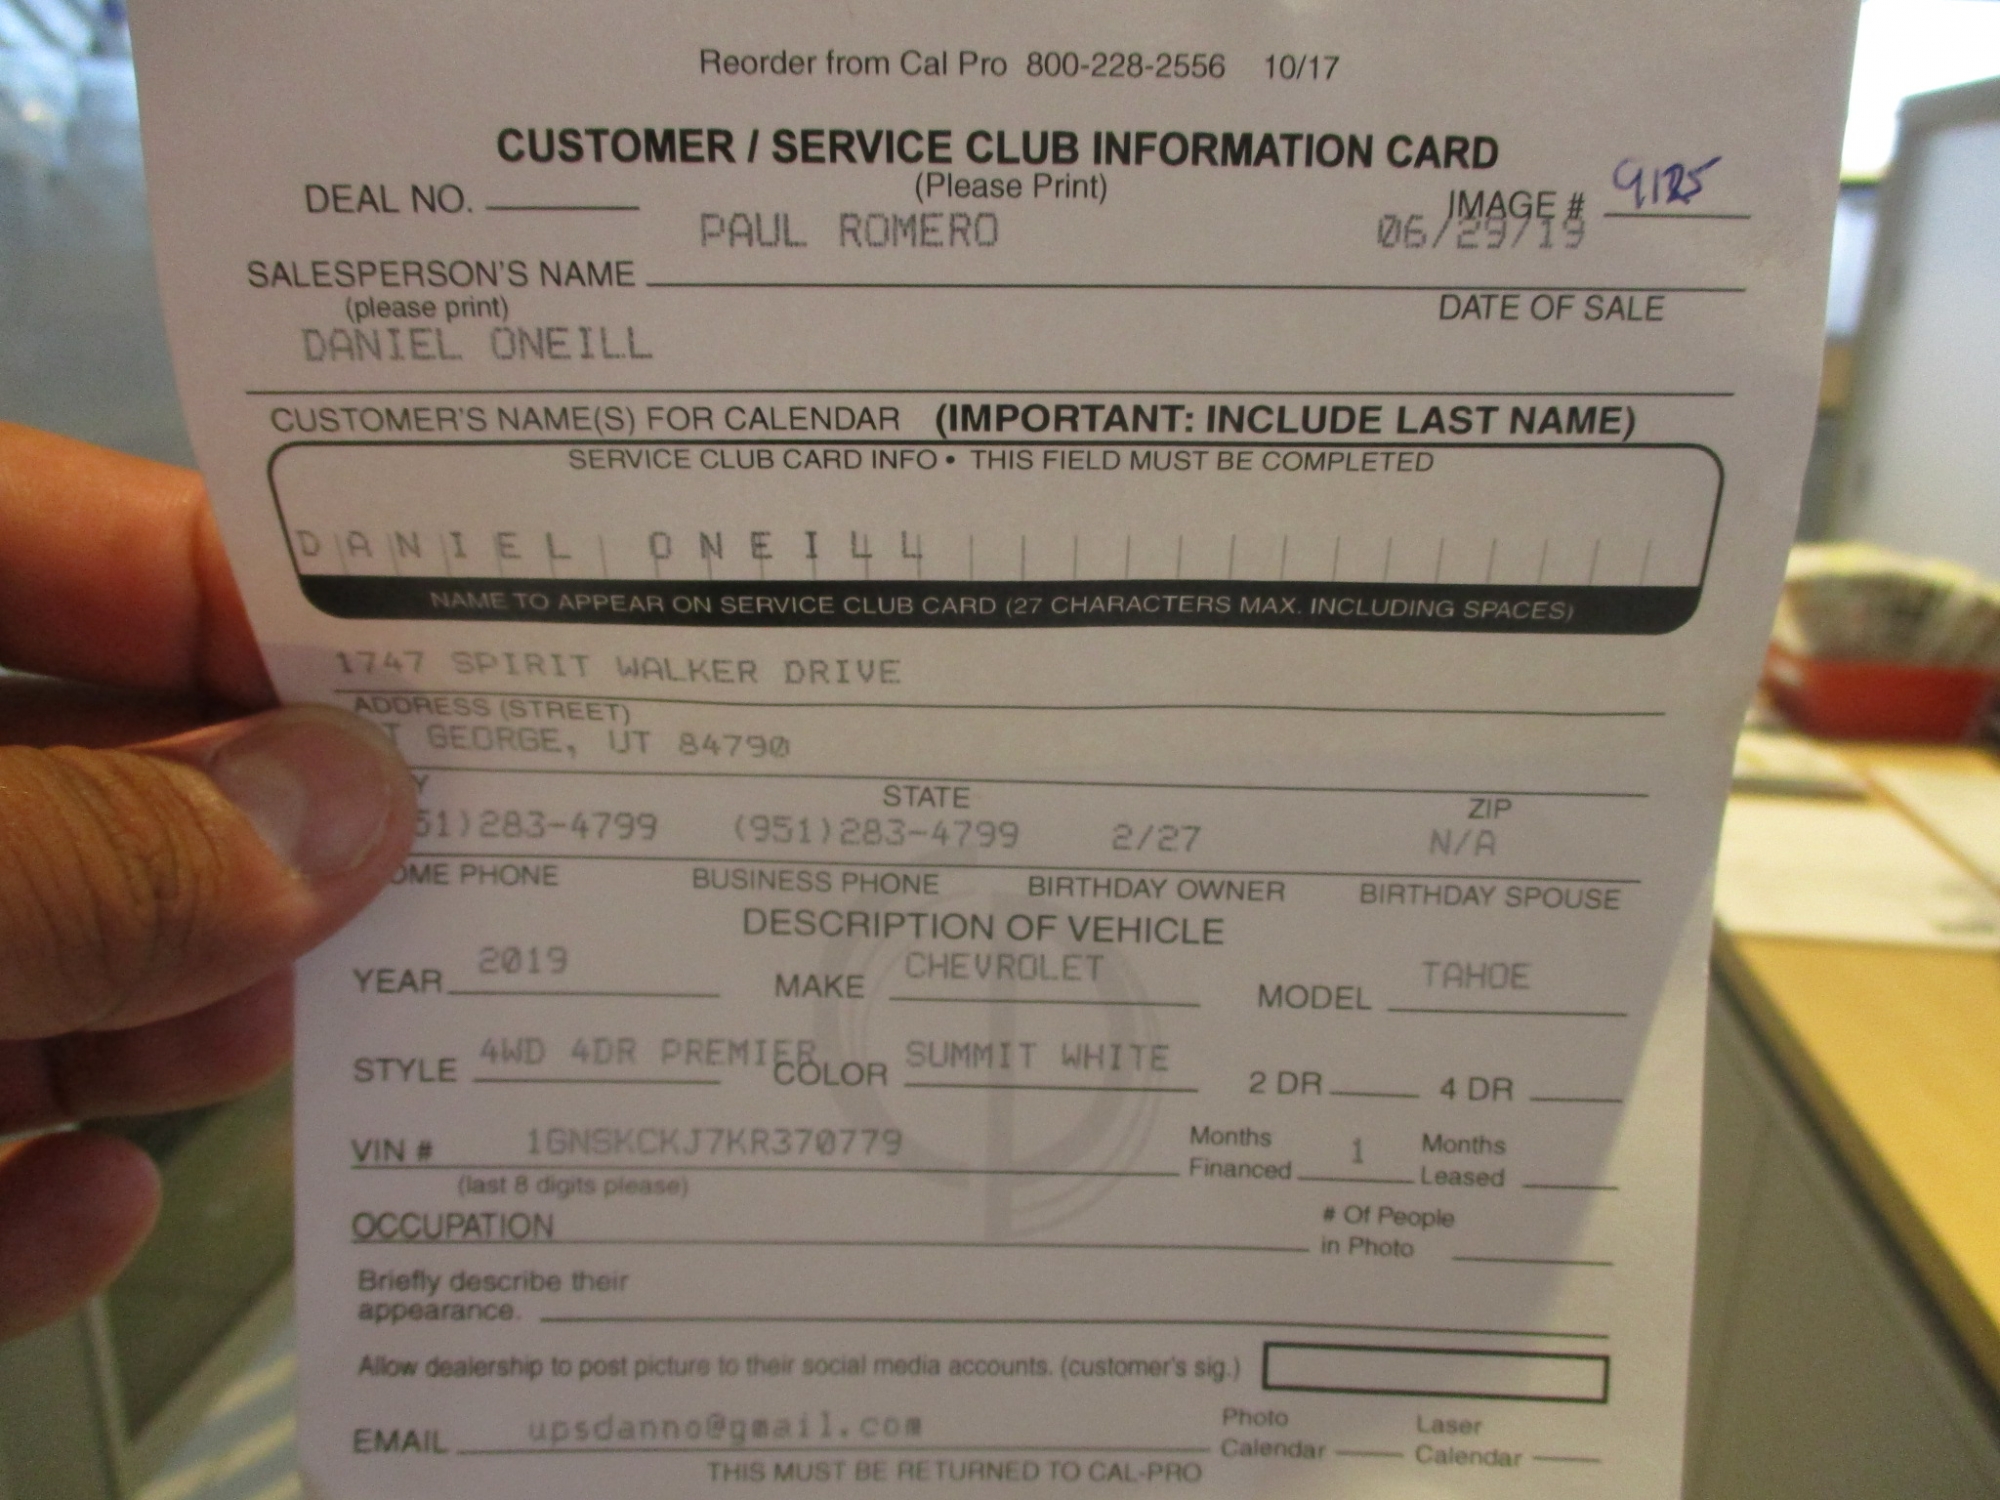 Reorder from Cal Pro 800-228-2556 10/17
CUSTOMER / SERVICE CLUB INFORMATION CARD
(Please Print)
DEAL NO. IMAGE # 9125
PAUL ROMERO 06/29/19
SALESPERSON'S NAME
(please print) DATE OF SALE
DANIEL ONEILL
CUSTOMER'S NAME(S) FOR CALENDAR (IMPORTANT: INCLUDE LAST NAME)
SERVICE CLUB CARD INFO • THIS FIELD MUST BE COMPLETED
DANIEL ONEILL
NAME TO APPEAR ON SERVICE CLUB CARD (27 CHARACTERS MAX. INCLUDING SPACES)
1747 SPIRIT WALKER DRIVE
ADDRESS (STREET)
T GEORGE, UT 84790
Y STATE ZIP
51)283-4799 (951)283-4799 2/27 N/A
OME PHONE BUSINESS PHONE BIRTHDAY OWNER BIRTHDAY SPOUSE
DESCRIPTION OF VEHICLE
YEAR 2019 MAKE CHEVROLET MODEL TAHOE
STYLE 4WD 4DR PREMIER COLOR SUMMIT WHITE 2 DR 4 DR
VIN # 1GNSKCKJ7KR370779 Months Financed 1 Months Leased
(last 8 digits please)
OCCUPATION # Of People in Photo
Briefly describe their
appearance.
Allow dealership to post picture to their social media accounts. (customer's sig.)
EMAIL upsdanno@gmail.com Photo Calendar Laser Calendar
THIS MUST BE RETURNED TO CAL-PRO